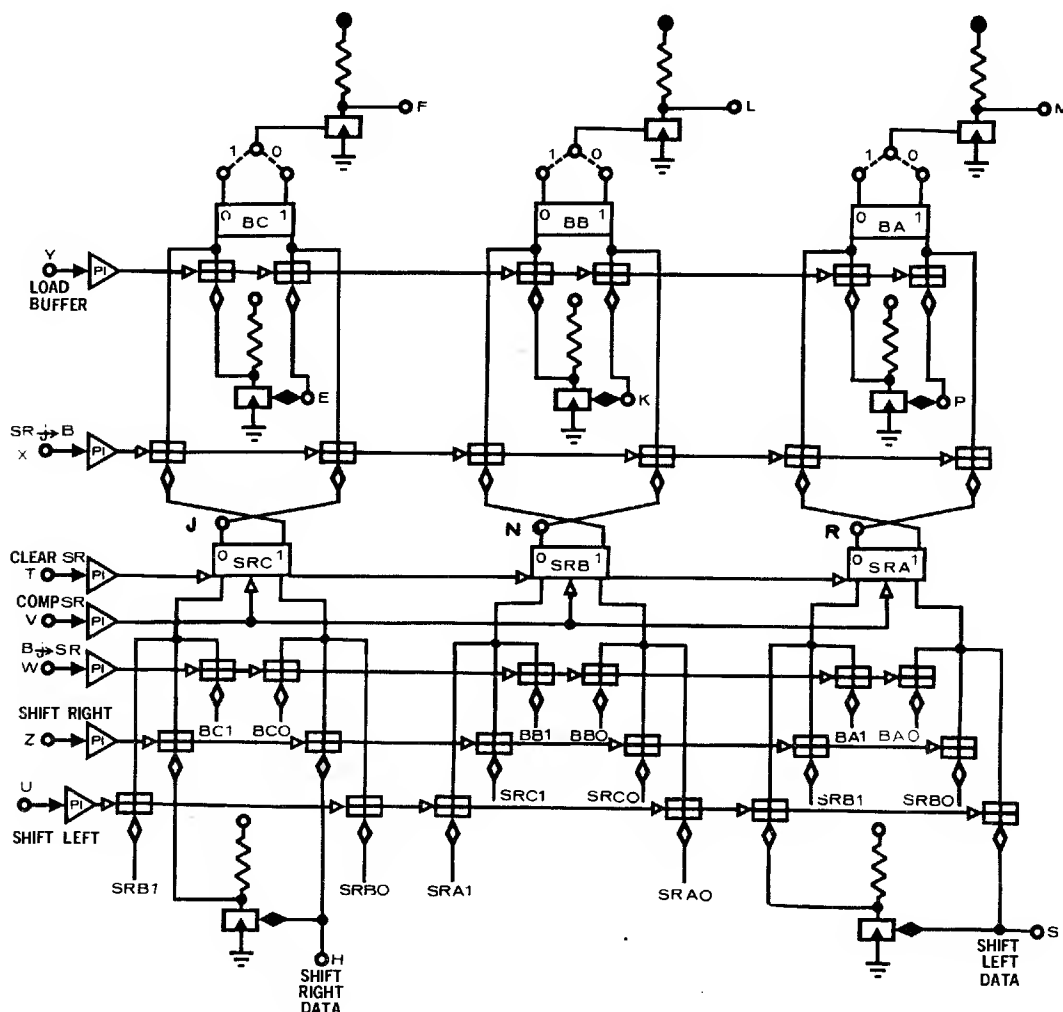 F
L
M
1 0
1 0
1 0
0 1
BC
0 1
BB
0 1
BA
Y
PI
LOAD
BUFFER
E
K
P
SR j→ B
X
PI
J
N
R
0 1
SRC
0 1
SRB
0 1
SRA
CLEAR SR
T
PI
COMP SR
V
PI
B j→ SR
W
PI
BC1 BC0
BB1 BB0
BA1 BA0
SHIFT RIGHT
Z
PI
SRC1
SRC0
SRB1
SRB0
U
PI
SHIFT LEFT
SRB1
SRB0
SRA1
SRA0
H
SHIFT
RIGHT
DATA
S
SHIFT
LEFT
DATA